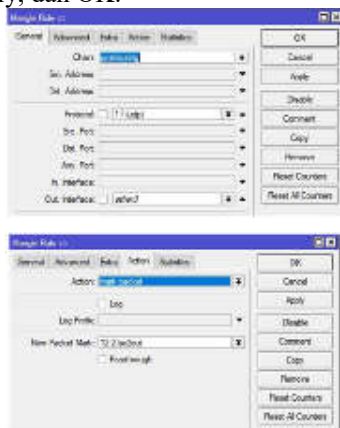 dan OK.
Mangle Rule <>
General Advanced Extra Action Statistics
OK
Chain:
Cancel
Src. Address:
Apply
Dst. Address:
Disable
Protocol: (udp)
Comment
Src. Port:
Copy
Dst. Port:
Remove
Any. Port:
Reset Counters
In. Interface:
Reset All Counters
Out. Interface:
Mangle Rule <>
General Advanced Extra Action Statistics
OK
Action: mark packet
Cancel
Log
Apply
Log Prefix:
Disable
New Packet Mark:
Comment
Passthrough
Copy
Remove
Reset Counters
Reset All Counters